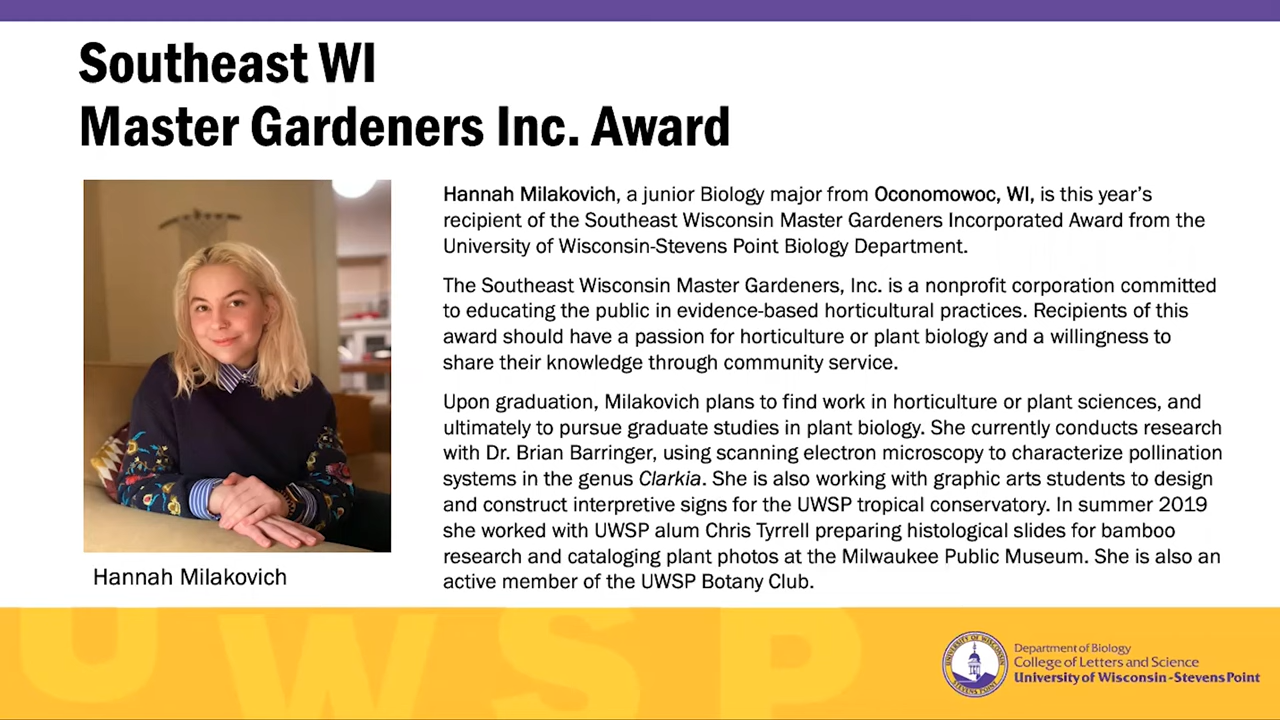 Southeast WI
Master Gardeners Inc. Award
Hannah Milakovich, a junior Biology major from Oconomowoc, WI, is this year's
recipient of the Southeast Wisconsin Master Gardeners Incorporated Award from the
University of Wisconsin-Stevens Point Biology Department.
The Southeast Wisconsin Master Gardeners, Inc. is a nonprofit corporation committed
to educating the public in evidence-based horticultural practices. Recipients of this
award should have a passion for horticulture or plant biology and a willingness to
share their knowledge through community service.
Upon graduation, Milakovich plans to find work in horticulture or plant sciences, and
ultimately to pursue graduate studies in plant biology. She currently conducts research
with Dr. Brian Barringer, using scanning electron microscopy to characterize pollination
systems in the genus Clarkia. She is also working with graphic arts students to design
and construct interpretive signs for the UWSP tropical conservatory. In summer 2019
she worked with UWSP alum Chris Tyrrell preparing histological slides for bamboo
research and cataloging plant photos at the Milwaukee Public Museum. She is also an
active member of the UWSP Botany Club.
Hannah Milakovich
UWSP
UNIVERSITY OF WISCONSIN
STEVENS POINT
Department of Biology
College of Letters and Science
University of Wisconsin-Stevens Point